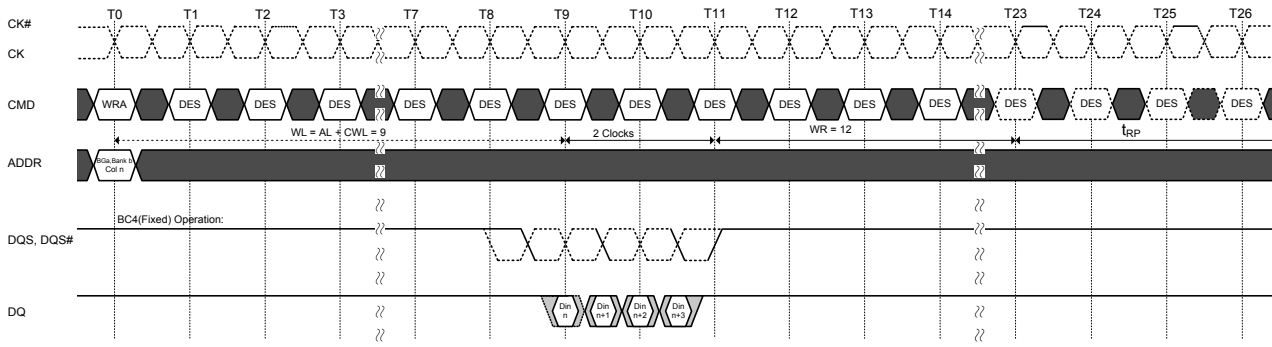 T0 T1 T2 T3 T7 T8 T9 T10 T11 T12 T13 T14 T23 T24 T25 T26
CK#
CK
CMD WRA DES DES DES DES DES DES DES DES DES DES DES DES DES DES DES
WL = AL + CWL = 9 2 Clocks WR = 12 tRP
ADDR BGa,Bank b
Col n
BC4(Fixed) Operation:
DQS, DQS#
DQ Din Din Din Din
n n+1 n+2 n+3